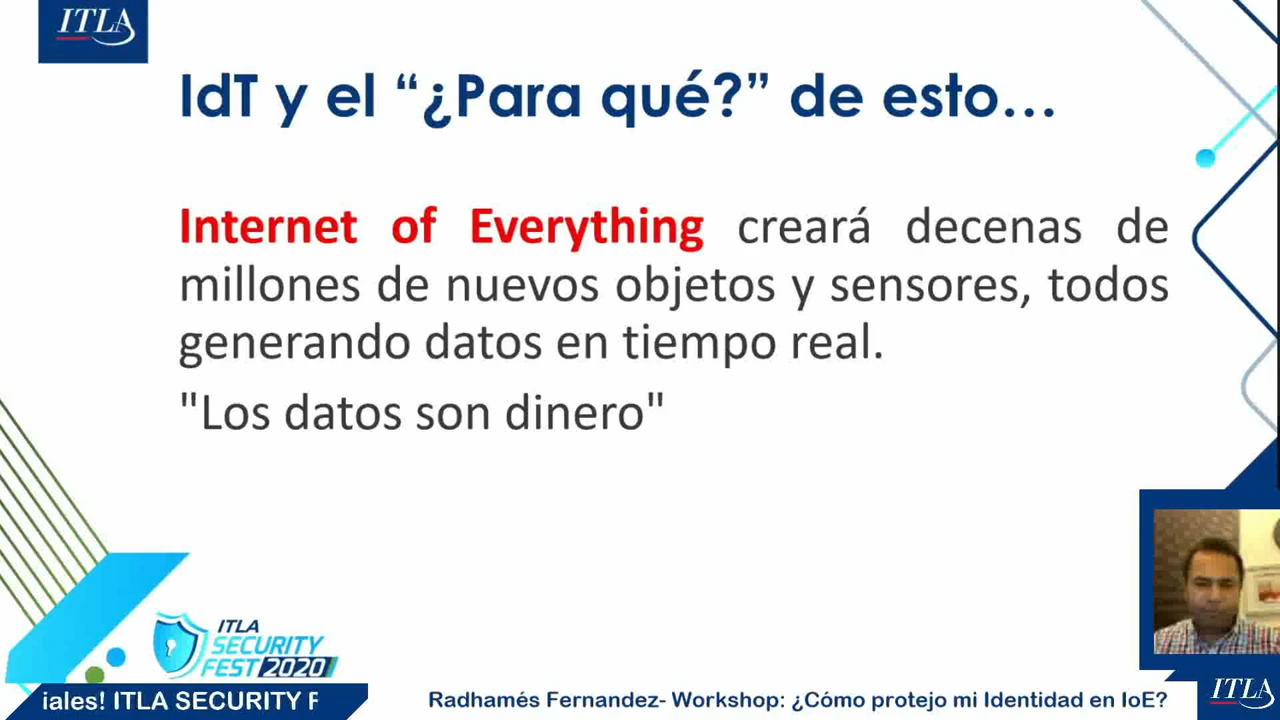 ITLA
IdT y el “¿Para qué?” de esto...
Internet of Everything creará decenas de
millones de nuevos objetos y sensores, todos
generando datos en tiempo real.
"Los datos son dinero"
ITLA
SECURITY
FEST 2020
iales! ITLA SECURITY F
Radhamés Fernandez- Workshop: ¿Cómo protejo mi Identidad en IoE?
ITLA